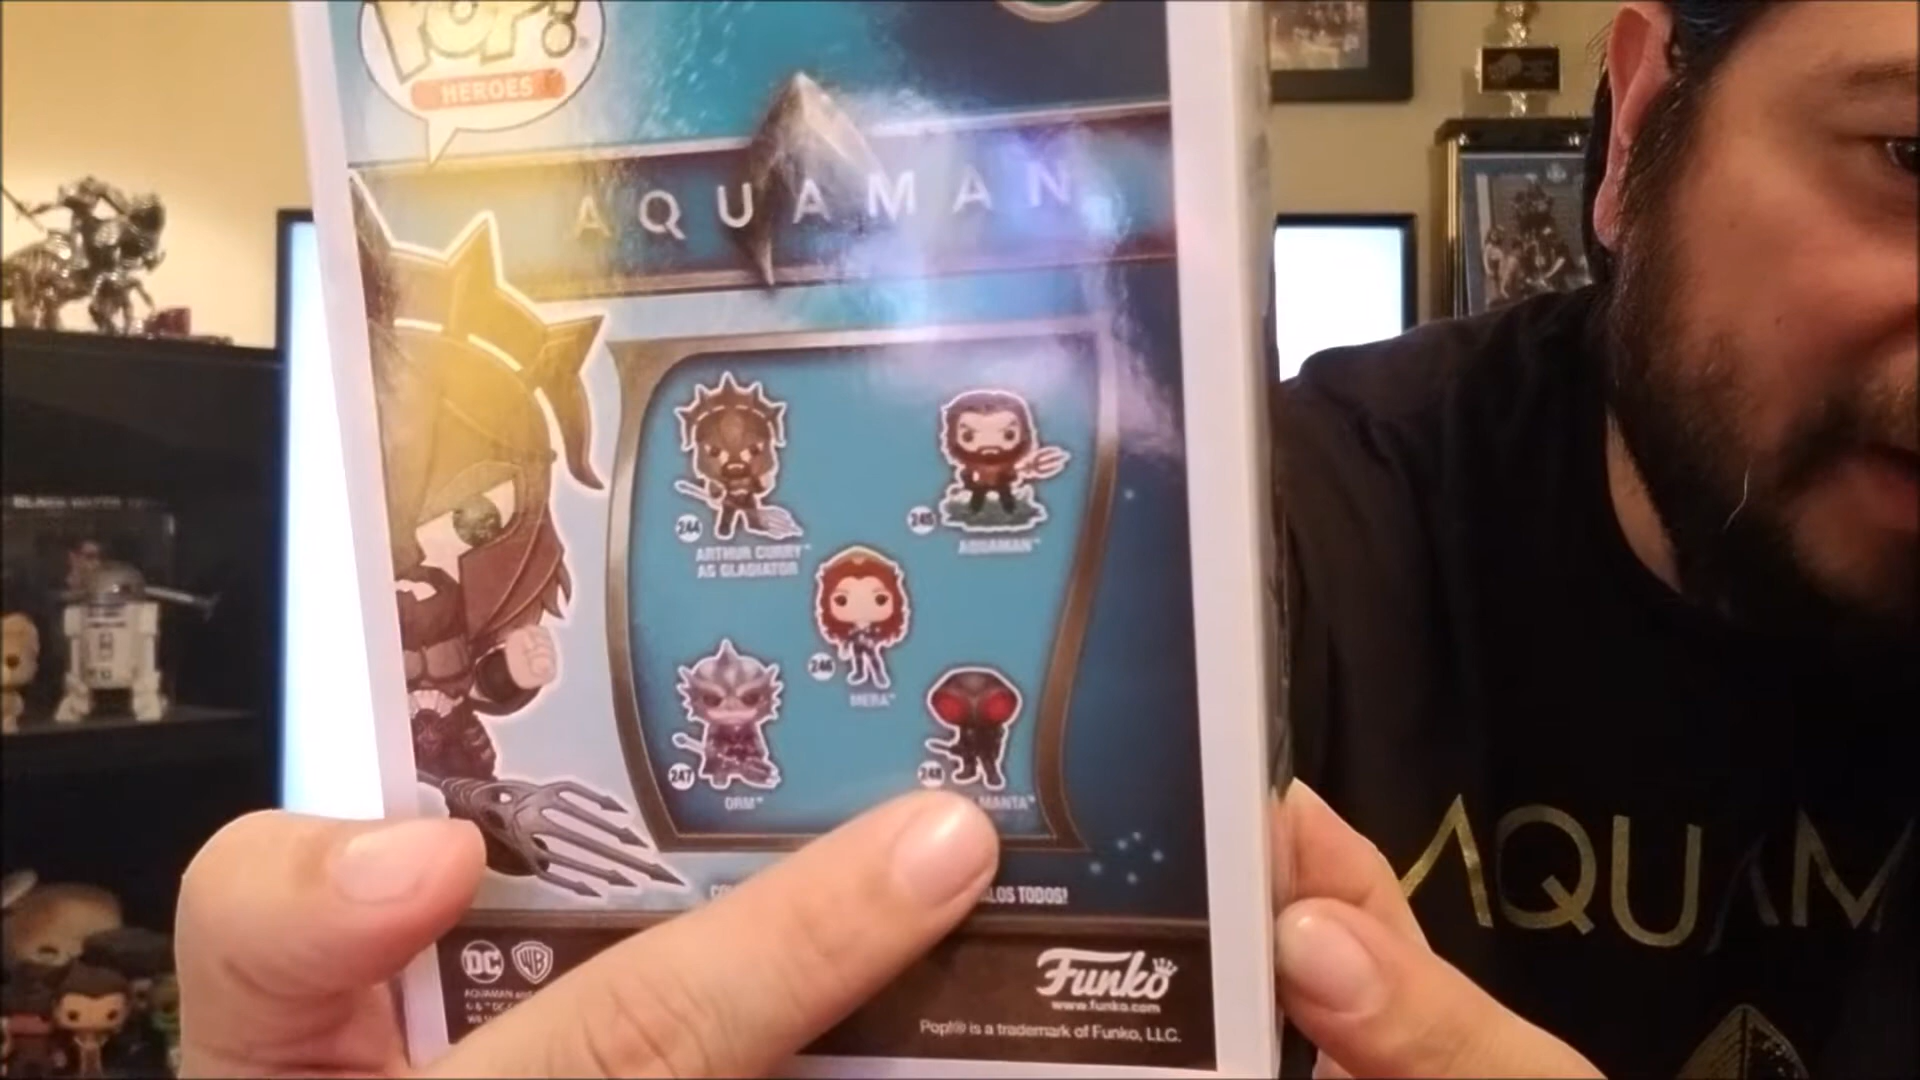 POP!
HEROES
AQUAMAN
244
ARTHUR CURRY™
AS GLADIATOR
245
AQUAMAN™
246
MERA™
247
ORM™
248
MANTA™
TODOS!
DC
WB
AQUAMAN
Funko
www.funko.com
Pop!® is a trademark of Funko, LLC.
AQUAM